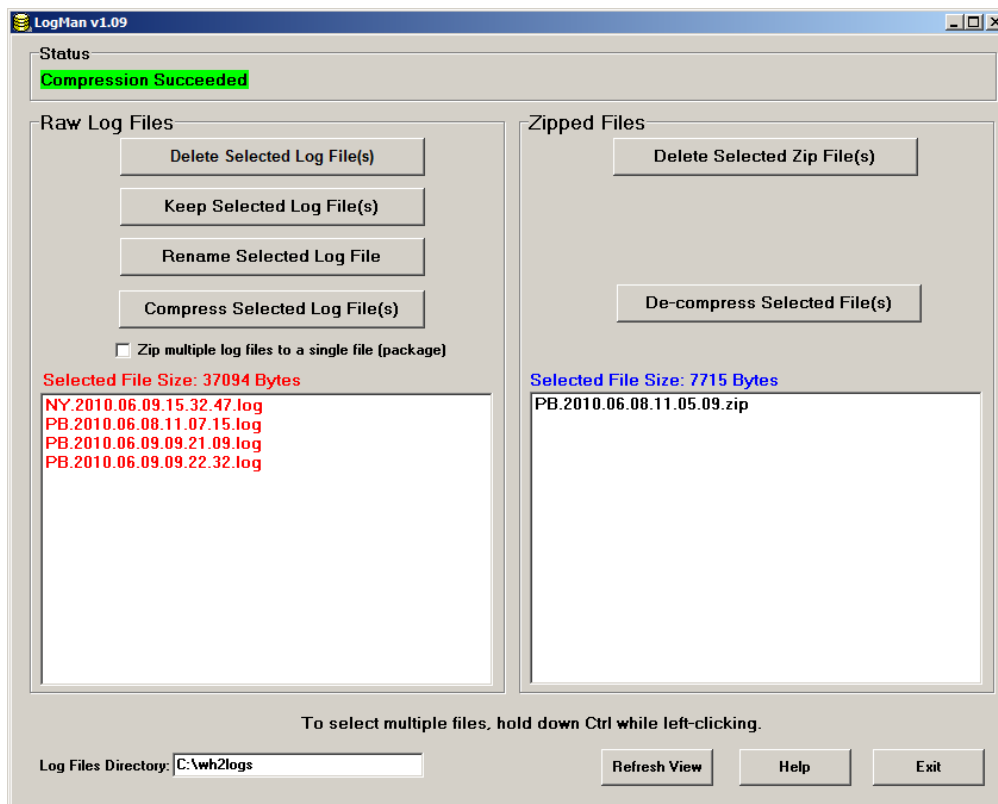 LogMan v1.09
Status
Compression Succeeded
Raw Log Files
Delete Selected Log File(s)
Keep Selected Log File(s)
Rename Selected Log File
Compress Selected Log File(s)
Zip multiple log files to a single file (package)
Selected File Size: 37094 Bytes
NY.2010.06.09.15.32.47.log
PB.2010.06.08.11.07.15.log
PB.2010.06.09.09.21.09.log
PB.2010.06.09.09.22.32.log
Zipped Files
Delete Selected Zip File(s)
De-compress Selected File(s)
Selected File Size: 7715 Bytes
PB.2010.06.08.11.05.09.zip
To select multiple files, hold down Ctrl while left-clicking.
Log Files Directory: C:\wh2logs
Refresh View
Help
Exit